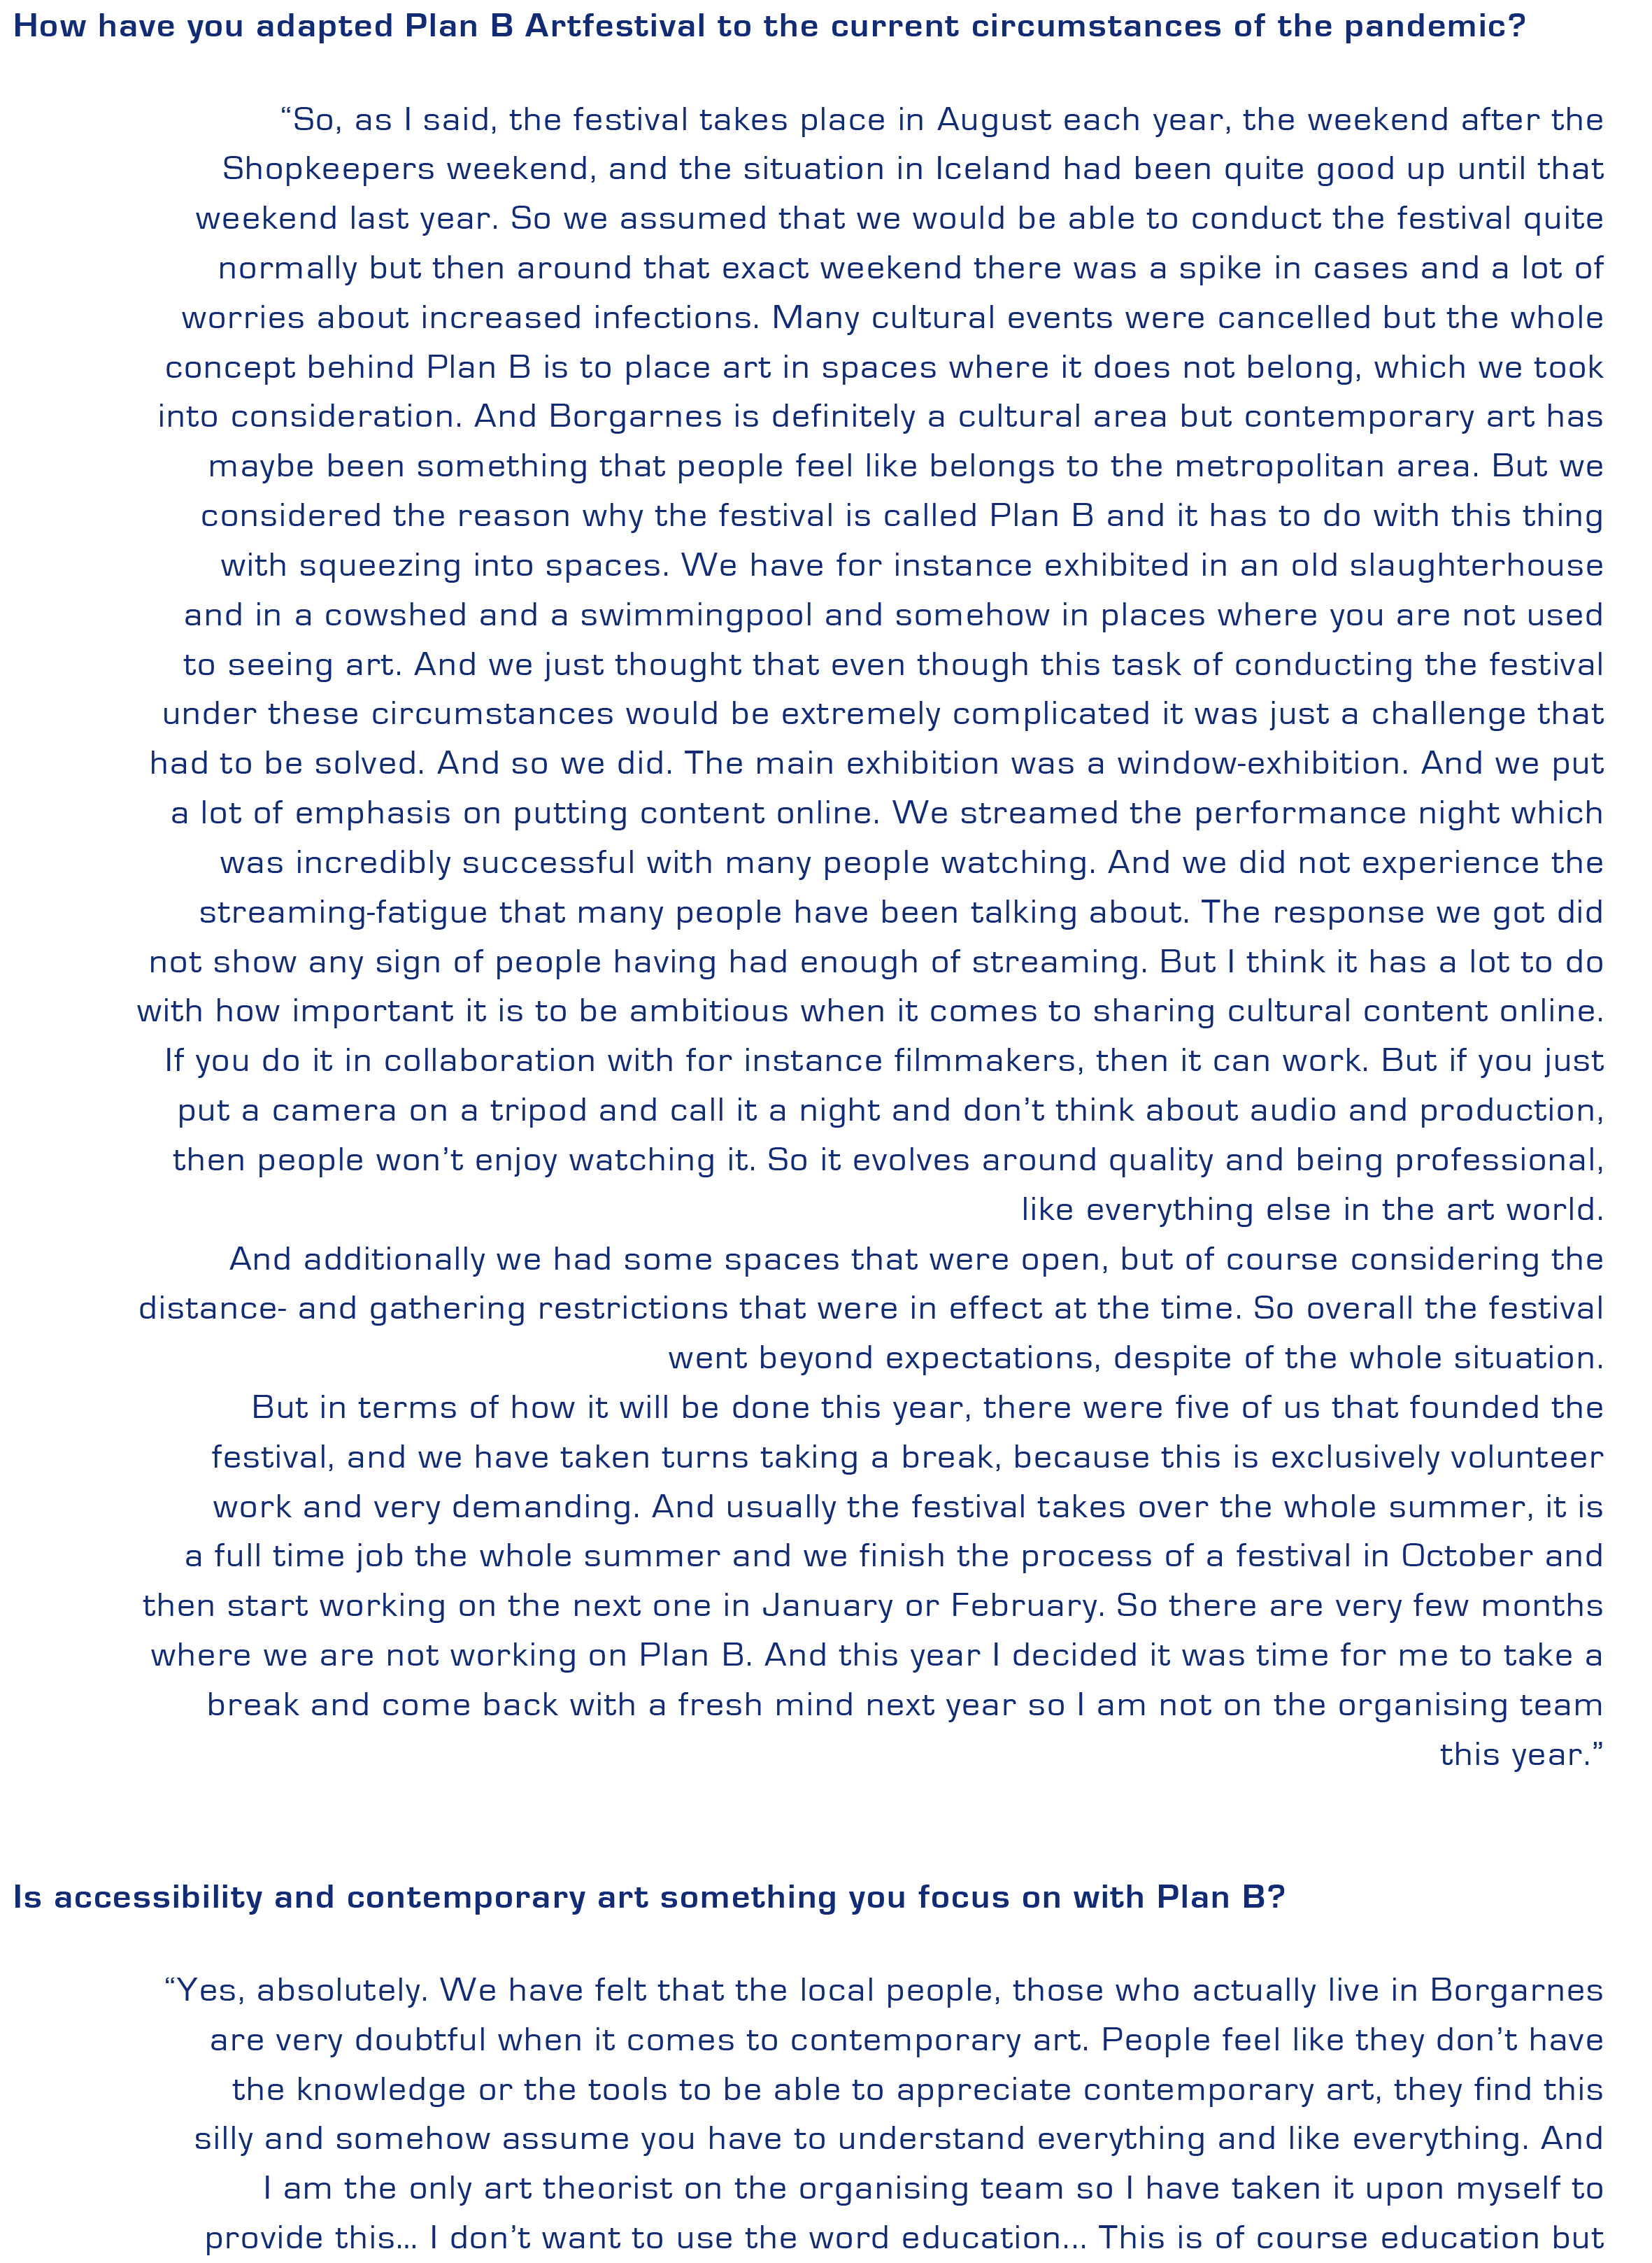 How have you adapted Plan B Artfestival to the current circumstances of the pandemic?
“So, as I said, the festival takes place in August each year, the weekend after the
Shopkeepers weekend, and the situation in Iceland had been quite good up until that
weekend last year. So we assumed that we would be able to conduct the festival quite
normally but then around that exact weekend there was a spike in cases and a lot of
worries about increased infections. Many cultural events were cancelled but the whole
concept behind Plan B is to place art in spaces where it does not belong, which we took
into consideration. And Borgarnes is definitely a cultural area but contemporary art has
maybe been something that people feel like belongs to the metropolitan area. But we
considered the reason why the festival is called Plan B and it has to do with this thing
with squeezing into spaces. We have for instance exhibited in an old slaughterhouse
and in a cowshed and a swimmingpool and somehow in places where you are not used
to seeing art. And we just thought that even though this task of conducting the festival
under these circumstances would be extremely complicated it was just a challenge that
had to be solved. And so we did. The main exhibition was a window-exhibition. And we put
a lot of emphasis on putting content online. We streamed the performance night which
was incredibly successful with many people watching. And we did not experience the
streaming-fatigue that many people have been talking about. The response we got did
not show any sign of people having had enough of streaming. But I think it has a lot to do
with how important it is to be ambitious when it comes to sharing cultural content online.
If you do it in collaboration with for instance filmmakers, then it can work. But if you just
put a camera on a tripod and call it a night and don’t think about audio and production,
then people won’t enjoy watching it. So it evolves around quality and being professional,
like everything else in the art world.
And additionally we had some spaces that were open, but of course considering the
distance- and gathering restrictions that were in effect at the time. So overall the festival
went beyond expectations, despite of the whole situation.
But in terms of how it will be done this year, there were five of us that founded the
festival, and we have taken turns taking a break, because this is exclusively volunteer
work and very demanding. And usually the festival takes over the whole summer, it is
a full time job the whole summer and we finish the process of a festival in October and
then start working on the next one in January or February. So there are very few months
where we are not working on Plan B. And this year I decided it was time for me to take a
break and come back with a fresh mind next year so I am not on the organising team
this year.”
Is accessibility and contemporary art something you focus on with Plan B?
“Yes, absolutely. We have felt that the local people, those who actually live in Borgarnes
are very doubtful when it comes to contemporary art. People feel like they don’t have
the knowledge or the tools to be able to appreciate contemporary art, they find this
silly and somehow assume you have to understand everything and like everything. And
I am the only art theorist on the organising team so I have taken it upon myself to
provide this... I don’t want to use the word education... This is of course education but